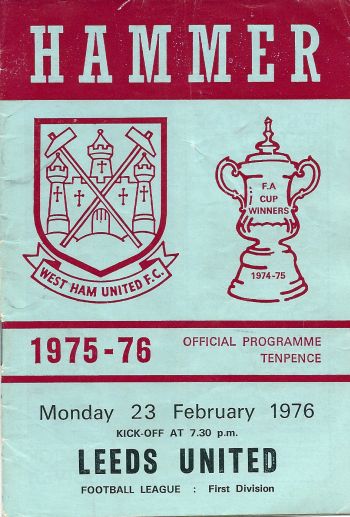 HAMMER
WEST HAM UNITED F.C.
F.A
CUP
WINNERS
1974-75
1975-76
OFFICIAL PROGRAMME
TENPENCE
Monday 23 February 1976
KICK-OFF AT 7.30 p.m.
LEEDS UNITED
FOOTBALL LEAGUE : First Division